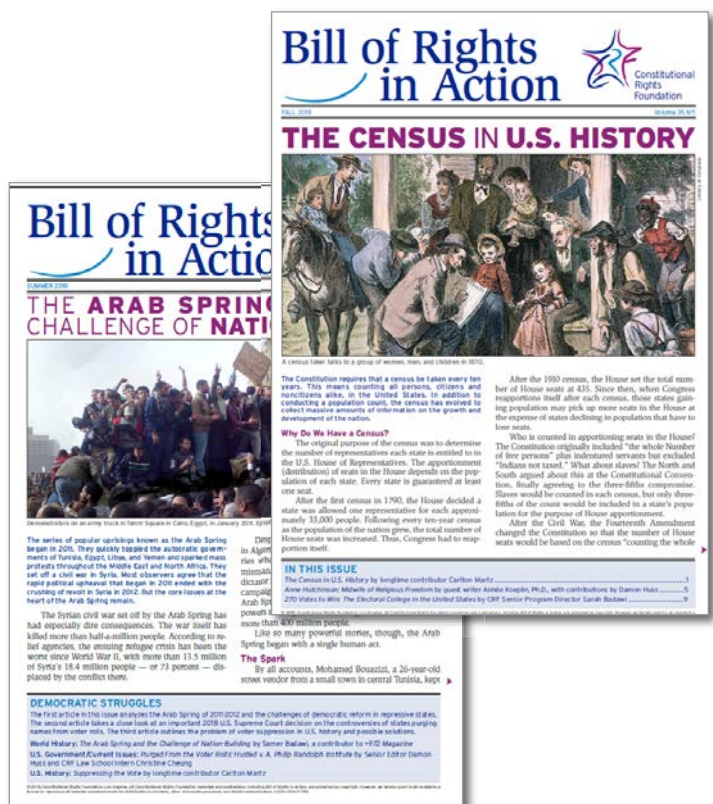 Bill of Rights
in Action
Constitutional
Rights
Foundation
FALL 2019
Volume 35 Nº1
THE CENSUS IN U.S. HISTORY
Library of Congress
A census taker talks to a group of women, men, and children in 1870.
The Constitution requires that a census be taken every ten
years. This means counting all persons, citizens and
noncitizens alike, in the United States. In addition to
conducting a population count, the census has evolved to
collect massive amounts of information on the growth and
development of the nation.
Why Do We Have a Census?
The original purpose of the census was to determine
the number of representatives each state is entitled to in
the U.S. House of Representatives. The apportionment
(distribution) of seats in the House depends on the pop-
ulation of each state. Every state is guaranteed at least
one seat.
After the first census in 1790, the House decided a
state was allowed one representative for each approx-
imately 33,000 people. Following every ten-year census
as the population of the nation grew, the total number of
House seats was increased. Thus, Congress had to reap-
portion itself.
After the 1910 census, the House set the total num-
ber of House seats at 435. Since then, when Congress
reapportions itself after each census, those states gain-
ing population may pick up more seats in the House at
the expense of states declining in population that have to
lose seats.
Who is counted in apportioning seats in the House?
The Constitution originally included "the whole Number
of free persons" plus indentured servants but excluded
"Indians not taxed." What about slaves? The North and
South argued about this at the Constitutional Conven-
tion, finally agreeing to the three-fifths compromise.
Slaves would be counted in each census, but only three-
fifths of the count would be included in a state's popu-
lation for the purpose of House apportionment.
After the Civil War, the Fourteenth Amendment
changed the Constitution so that the number of House
seats would be based on the census "counting the whole
IN THIS ISSUE
The Census in U.S. History by longtime contributor Carlton Martz 1
Anne Hutchinson: Midwife of Religious Freedom by guest writer Aimée Koeplin, Ph.D., with contributions by Damon Huss 5
270 Votes to Win: The Electoral College in the United States by CRF Senior Program Director Sarah Badawi 9
Bill of Rights
in Actio
SUMMER 2019
THE ARAB SPRING
CHALLENGE OF NATI
Demonstrators on an army truck in Tahrir Square in Cairo, Egypt, in January 2011.
The series of popular uprisings known as the Arab Spring
began in 2011. They quickly toppled the autocratic govern-
ments of Tunisia, Egypt, Libya, and Yemen and sparked mass
protests throughout the Middle East and North Africa. They
set off a civil war in Syria. Most observers agree that the
rapid political upheaval that began in 2011 ended with the
crushing of revolt in Syria in 2012. But the core issues at the
heart of the Arab Spring remain.
The Syrian civil war set off by the Arab Spring has
had especially dire consequences. The war itself has
killed more than half-a-million people. According to re-
lief agencies, the ensuing refugee crisis has been the
worst since World War II, with more than 13.5 million
of Syria's 18.4 million people — or 73 percent — dis-
placed by the conflict there.
Desp
in Alger
ries wh
misman
dictator
campaig
Arab Sp
powers
more than 400 million people.
Like so many powerful stories, though, the Arab
Spring began with a single human act.
The Spark
By all accounts, Mohamed Bouazizi, a 26-year-old
street vendor from a small town in central Tunisia, kept
DEMOCRATIC STRUGGLES
The first article in this issue analyzes the Arab Spring of 2011-2012 and the challenges of democratic reform in repressive states.
The second article takes a close look at an important 2018 U.S. Supreme Court decision on the controversies of states purging
names from voter rolls. The third article outlines the problem of voter suppression in U.S. history and possible solutions.
World History: The Arab Spring and the Challenge of Nation-Building by Samer Badawi, a contributor to +972 Magazine
U.S. Government/Current Issues: Purged From the Voter Rolls: Husted v. A. Philip Randolph Institute by Senior Editor Damon
Huss and CRF Law School Intern Christine Cheung
U.S. History: Suppressing the Vote by longtime contributor Carlton Martz